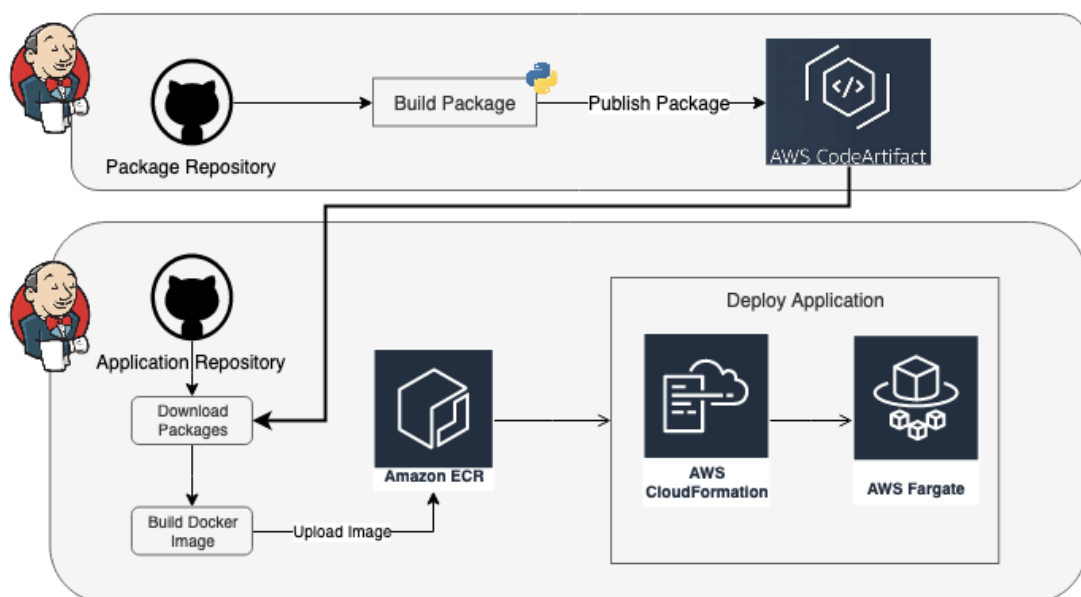 Package Repository
Build Package
Publish Package
</>
AWS CodeArtifact
Application Repository
Download
Packages
Build Docker
Image
Upload Image
Amazon ECR
Deploy Application
AWS
CloudFormation
AWS Fargate